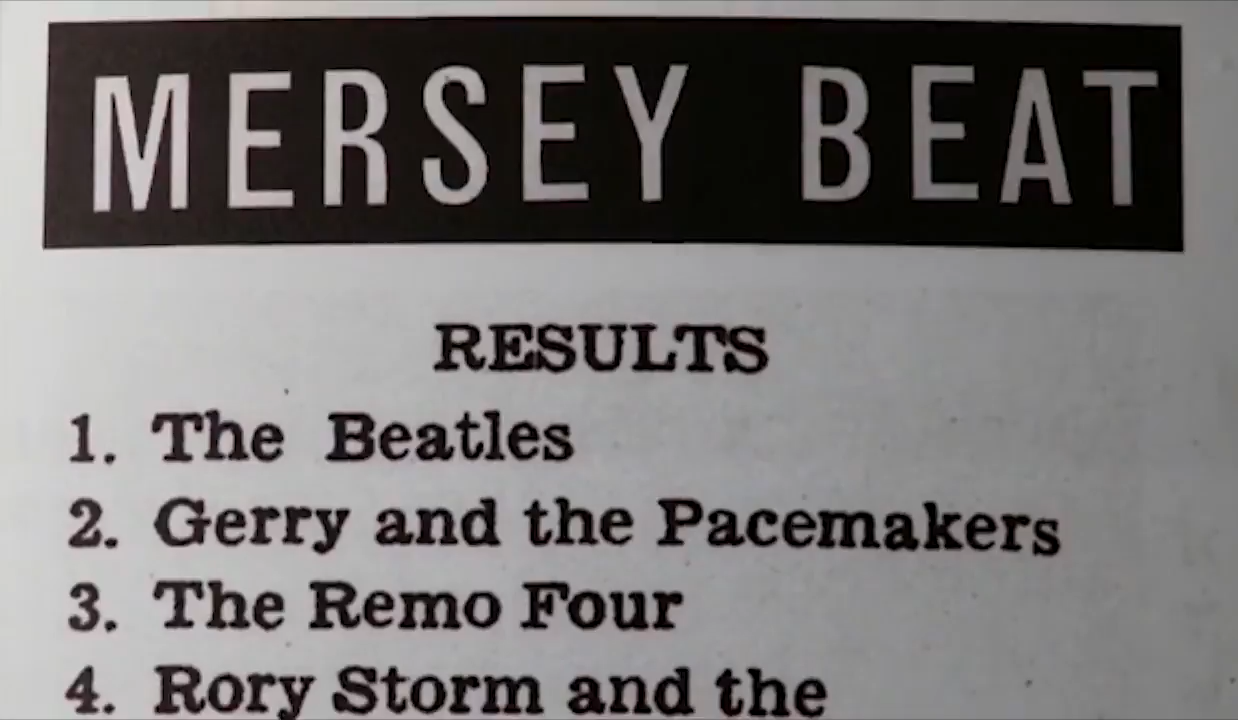 MERSEY BEAT
RESULTS
1. The Beatles
2. Gerry and the Pacemakers
3. The Remo Four
4. Rory Storm and the